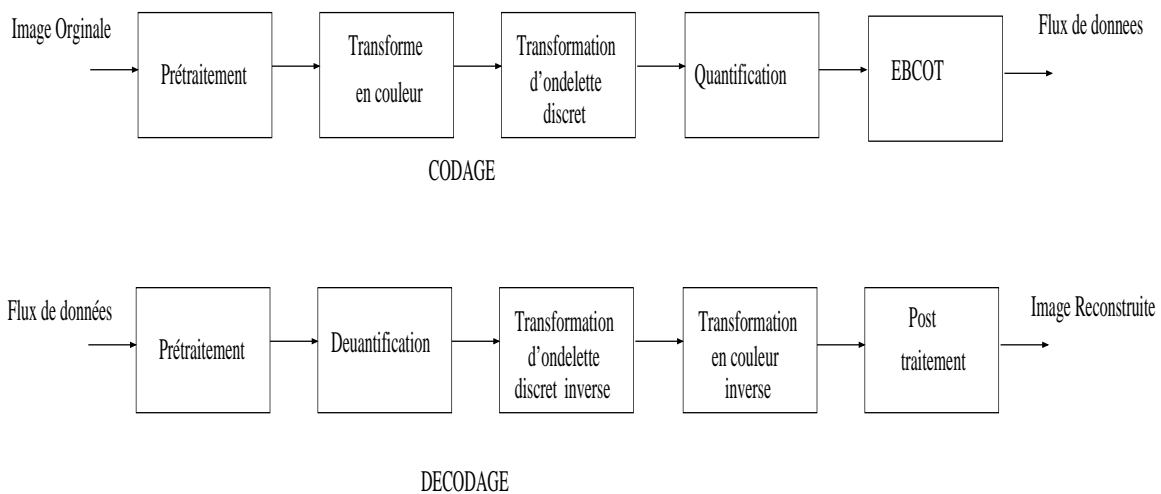 Image Orginale
Prétraitement
Transforme
en couleur
Transformation
d'ondelette
discret
Quantification
EBCOT
Flux de donnees
CODAGE
Flux de données
Prétraitement
Deuantification
Transformation
d'ondelette
discret inverse
Transformation
en couleur
inverse
Post
traitement
Image Reconstruite
DECODAGE